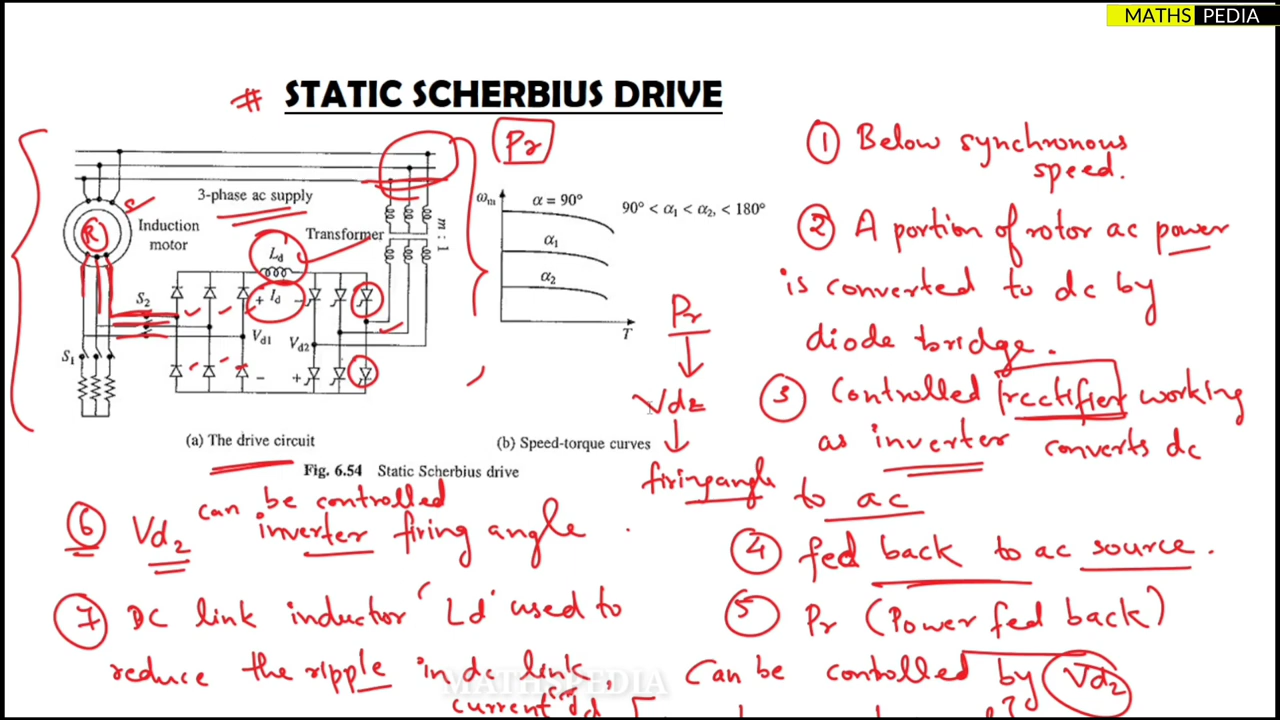 MATHS PEDIA
# STATIC SCHERBIUS DRIVE
Pr
3-phase ac supply
S
R
Induction
motor
Transformer
m : 1
Ld
Id
+ −
S2
S1
Vd1
Vd2
− +
(a) The drive circuit
ωm
α = 90°
90° < α1 < α2, < 180°
α1
α2
T
(b) Speed-torque curves
Fig. 6.54 Static Scherbius drive
Pr
Vd2
firing angle
① Below synchronous
speed.
② A portion of rotor ac power
is converted to dc by
diode bridge.
③ Controlled rectifier working
as inverter converts dc
to ac
④ fed back to ac source.
⑤ Pr (Power fed back)
Can be controlled by Vd2
⑥ Vd2 can be controlled
inverter firing angle.
⑦ DC link inductor 'Ld' used to
reduce the ripple in dc link
current
MATHSPEDIA